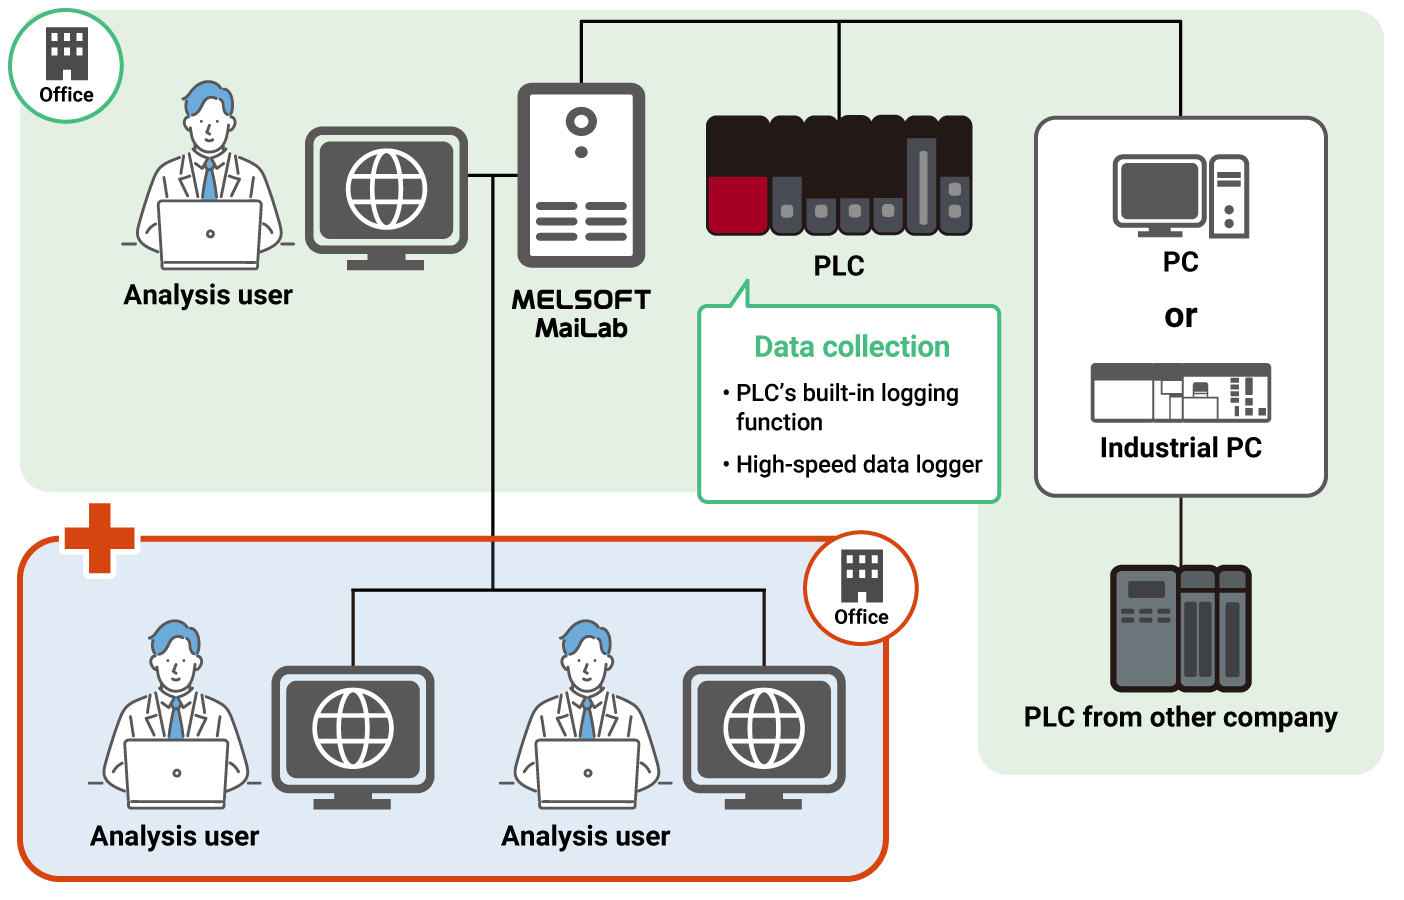 Office
Analysis user
MELSOFT
MaiLab
PLC
Data collection
• PLC’s built-in logging
function
• High-speed data logger
PC
or
Industrial PC
PLC from other company
Office
Analysis user
Analysis user